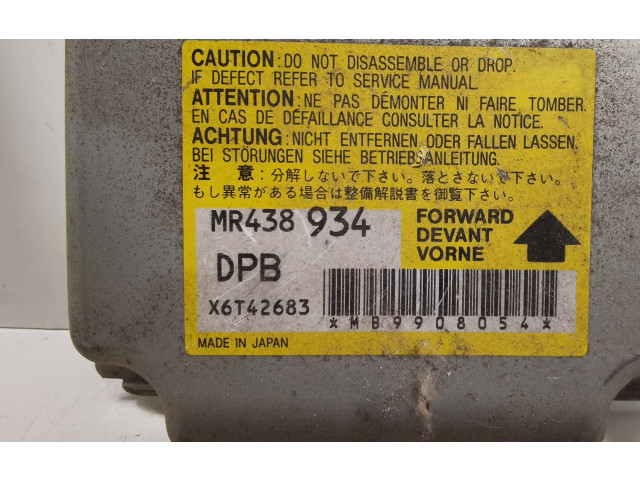 CAUTION : DO NOT DISASSEMBLE OR DROP.
IF DEFECT REFER TO SERVICE MANUAL.
ATTENTION : NE PAS DÉMONTER NI FAIRE TOMBER.
EN CAS DE DÉFAILLANCE CONSULTER LA NOTICE.
ACHTUNG : NICHT ENTFERNEN ODER FALLEN LASSEN.
BEI STÖRUNGEN SIEHE BETRIEBSANLEITUNG.
注 意 : 分解しないで下さい。落とさないで下さい。
もし異常がある場合は整備解説書を御覧下さい。
MR438 934
FORWARD
DEVANT
VORNE
DPB
X6T42683
*MB9908054*
MADE IN JAPAN